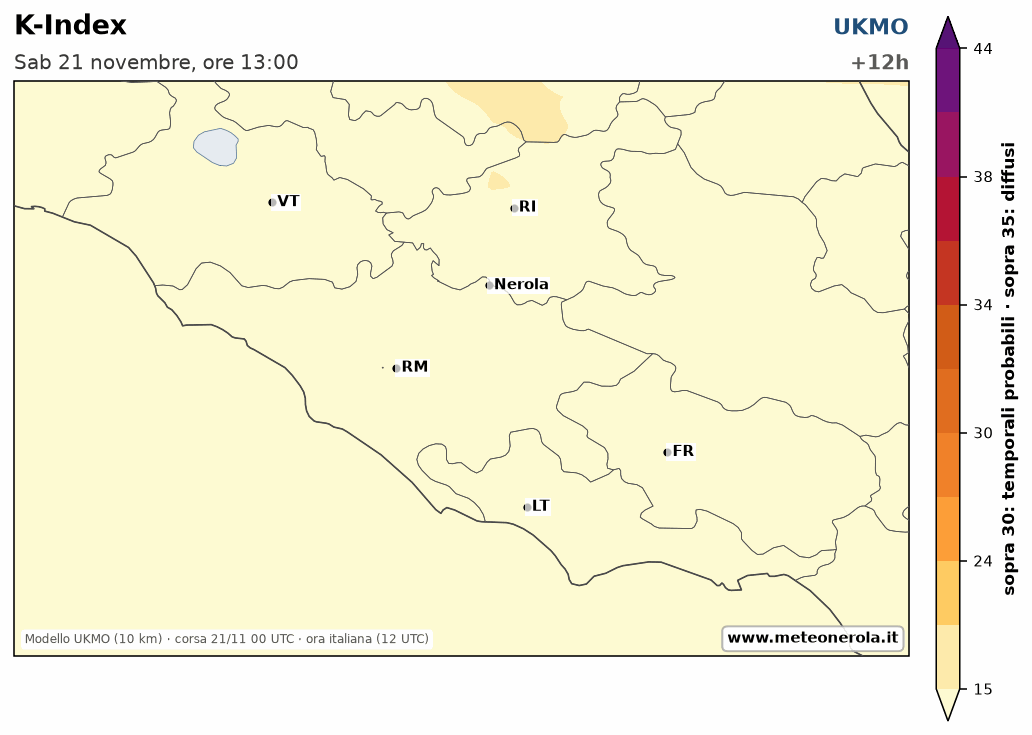 K-Index
UKMO
Sab 21 novembre, ore 13:00
+12h
VT
RI
Nerola
RM
FR
LT
Modello UKMO (10 km) · corsa 21/11 00 UTC · ora italiana (12 UTC)
www.meteonerola.it
44
38
34
30
24
15
sopra 30: temporali probabili · sopra 35: diffusi